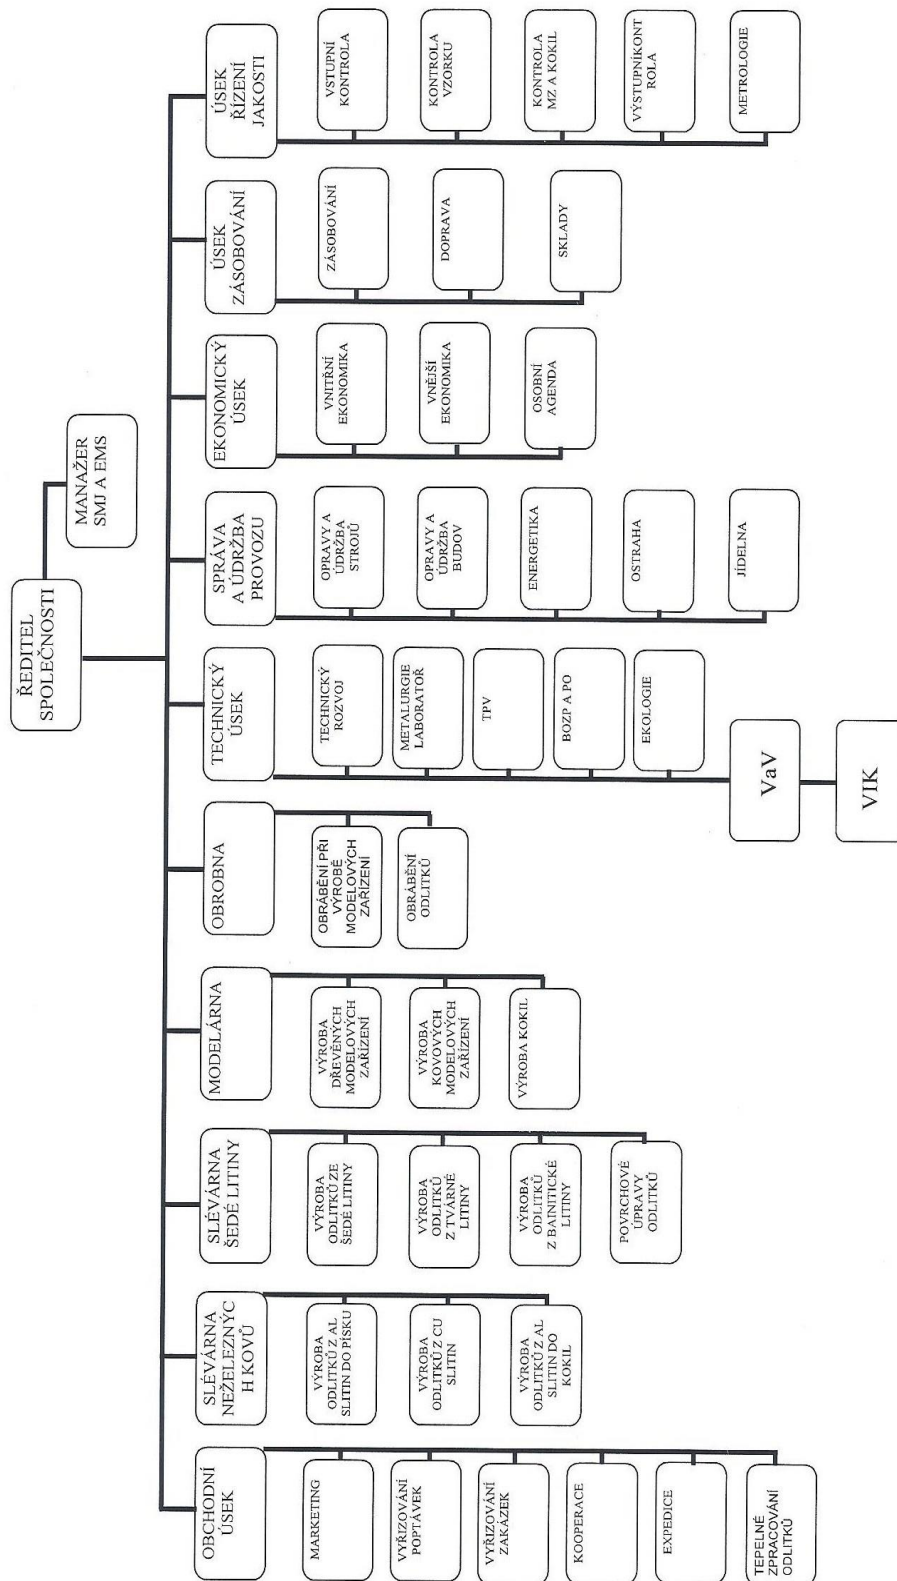 ŘEDITEL
SPOLEČNOSTI
MANAŽER
SMJ A EMS
OBCHODNÍ
ÚSEK
MARKETING
VYŘIZOVÁNÍ
POPTÁVEK
VYŘIZOVÁNÍ
ZAKÁZEK
KOOPERACE
EXPEDICE
TEPELNÉ
ZPRACOVÁNÍ
ODLITKŮ
SLÉVÁRNA
NEŽELEZNÝC
H KOVŮ
VÝROBA
ODLITKŮ Z AL
SLITIN DO PÍSKU
VÝROBA
ODLITKŮ Z CU
SLITIN
VÝROBA
ODLITKŮ Z AL
SLITIN DO
KOKIL
SLÉVÁRNA
ŠEDÉ LITINY
VÝROBA
ODLITKŮ ZE
ŠEDÉ LITINY
VÝROBA
ODLITKŮ
Z TVÁRNÉ
LITINY
VÝROBA
ODLITKŮ
Z BAINITICKÉ
LITINY
POVRCHOVÉ
ÚPRAVY
ODLITKŮ
MODELÁRNA
VÝROBA
DŘEVĚNÝCH
MODELOVÝCH
ZAŘÍZENÍ
VÝROBA
KOVOVÝCH
MODELOVÝCH
ZAŘÍZENÍ
VÝROBA KOKIL
OBROBNA
OBRÁBĚNÍ PŘI
VÝROBĚ
MODELOVÝCH
ZAŘÍZENÍ
OBRÁBĚNÍ
ODLITKŮ
TECHNICKÝ
ÚSEK
TECHNICKÝ
ROZVOJ
METALURGIE
LABORATOŘ
TPV
BOZP A PO
EKOLOGIE
VaV
VIK
SPRÁVA
A ÚDRŽBA
PROVOZU
OPRAVY A
ÚDRŽBA
STROJŮ
OPRAVY A
ÚDRŽBA
BUDOV
ENERGETIKA
OSTRAHA
JÍDELNA
EKONOMICKÝ
ÚSEK
VNITŘNÍ
EKONOMIKA
VNĚJŠÍ
EKONOMIKA
OSOBNÍ
AGENDA
ÚSEK
ZÁSOBOVÁNÍ
ZÁSOBOVÁNÍ
DOPRAVA
SKLADY
ÚSEK
ŘÍZENÍ
JAKOSTI
VSTUPNÍ
KONTROLA
KONTROLA
VZORKU
KONTROLA
MZ A KOKIL
VÝSTUPNÍKONT
ROLA
METROLOGIE